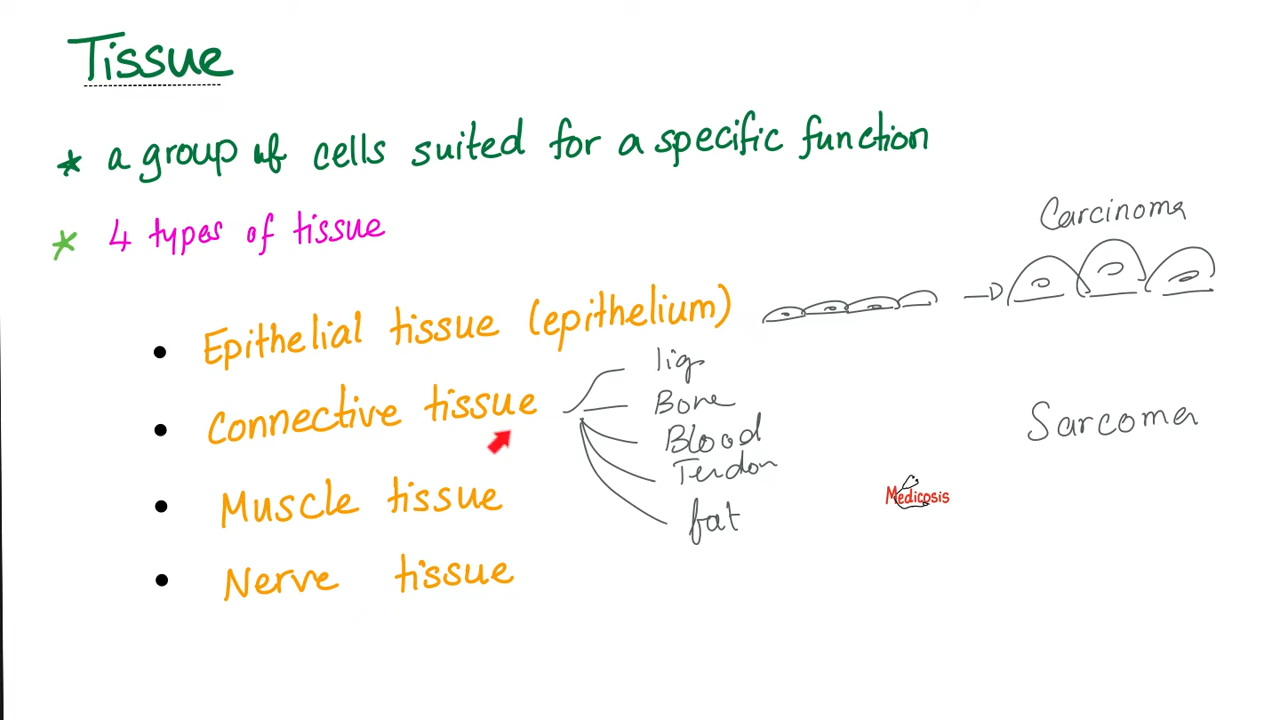 Tissue
* a group of cells suited for a specific function
* 4 types of tissue
Carcinoma
• Epithelial tissue (epithelium)
• Connective tissue
lig
Bone
Blood
Tendon
fat
Sarcoma
• Muscle tissue
Medicosis
• Nerve tissue